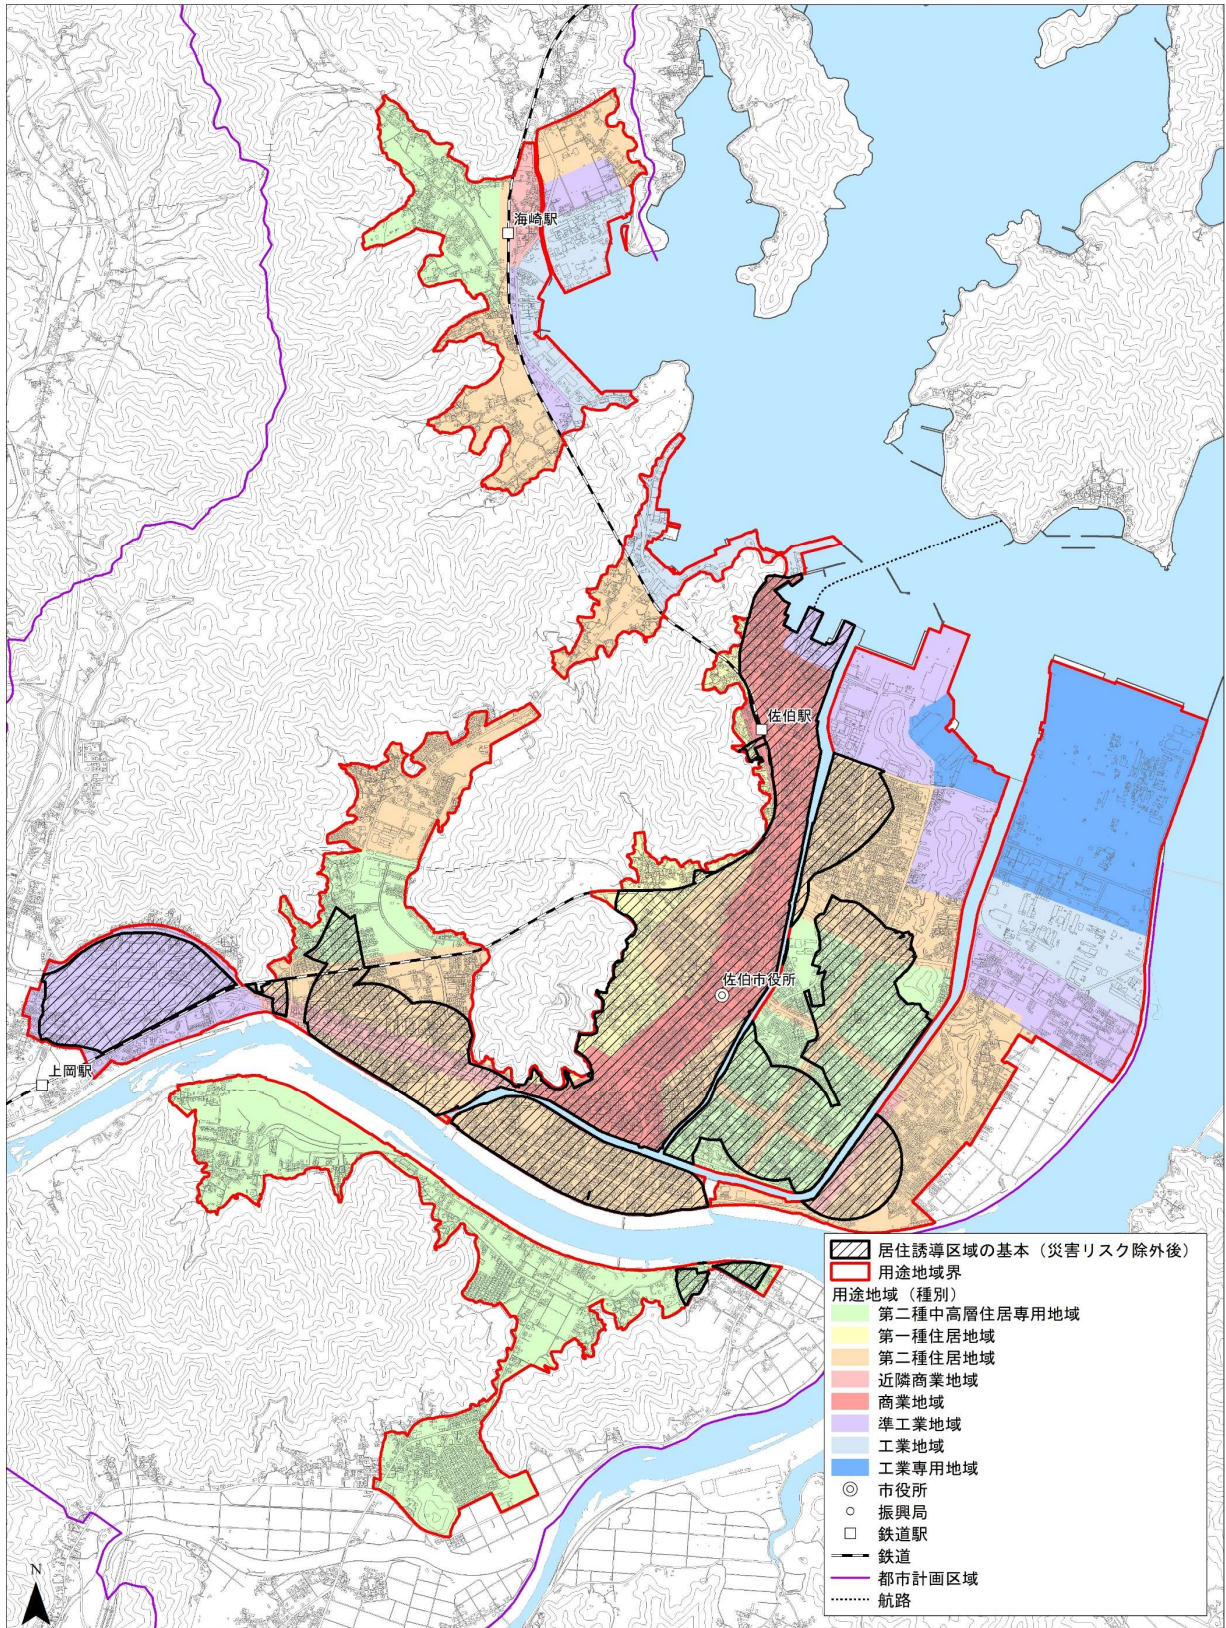 海崎駅
佐伯駅
佐伯市役所
上岡駅
居住誘導区域の基本（災害リスク除外後）
用途地域界
用途地域（種別）
第二種中高層住居専用地域
第一種住居地域
第二種住居地域
近隣商業地域
商業地域
準工業地域
工業地域
工業専用地域
市役所
振興局
鉄道駅
鉄道
都市計画区域
航路
N